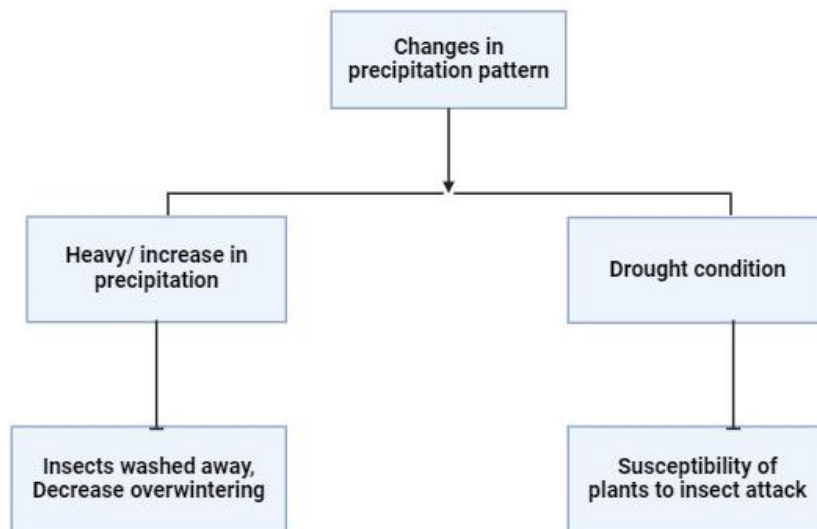 Changes in
precipitation pattern
Heavy/ increase in
precipitation
Drought condition
Insects washed away,
Decrease overwintering
Susceptibility of
plants to insect attack